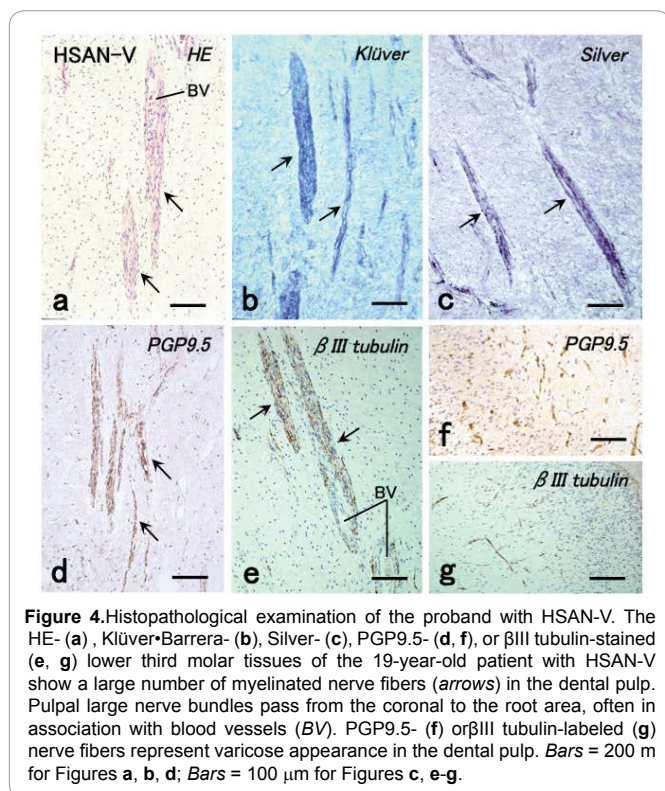 HSAN-V HE
BV
a
Klüver
b
Silver
c
PGP9.5
d
β III tubulin
BV
e
PGP9.5
f
β III tubulin
g
Figure 4.Histopathological examination of the proband with HSAN-V. The
HE- (a) , Klüver•Barrera- (b), Silver- (c), PGP9.5- (d, f), or βIII tubulin-stained
(e, g) lower third molar tissues of the 19-year-old patient with HSAN-V
show a large number of myelinated nerve fibers (arrows) in the dental pulp.
Pulpal large nerve bundles pass from the coronal to the root area, often in
association with blood vessels (BV). PGP9.5- (f) orβIII tubulin-labeled (g)
nerve fibers represent varicose appearance in the dental pulp. Bars = 200 m
for Figures a, b, d; Bars = 100 μm for Figures c, e-g.